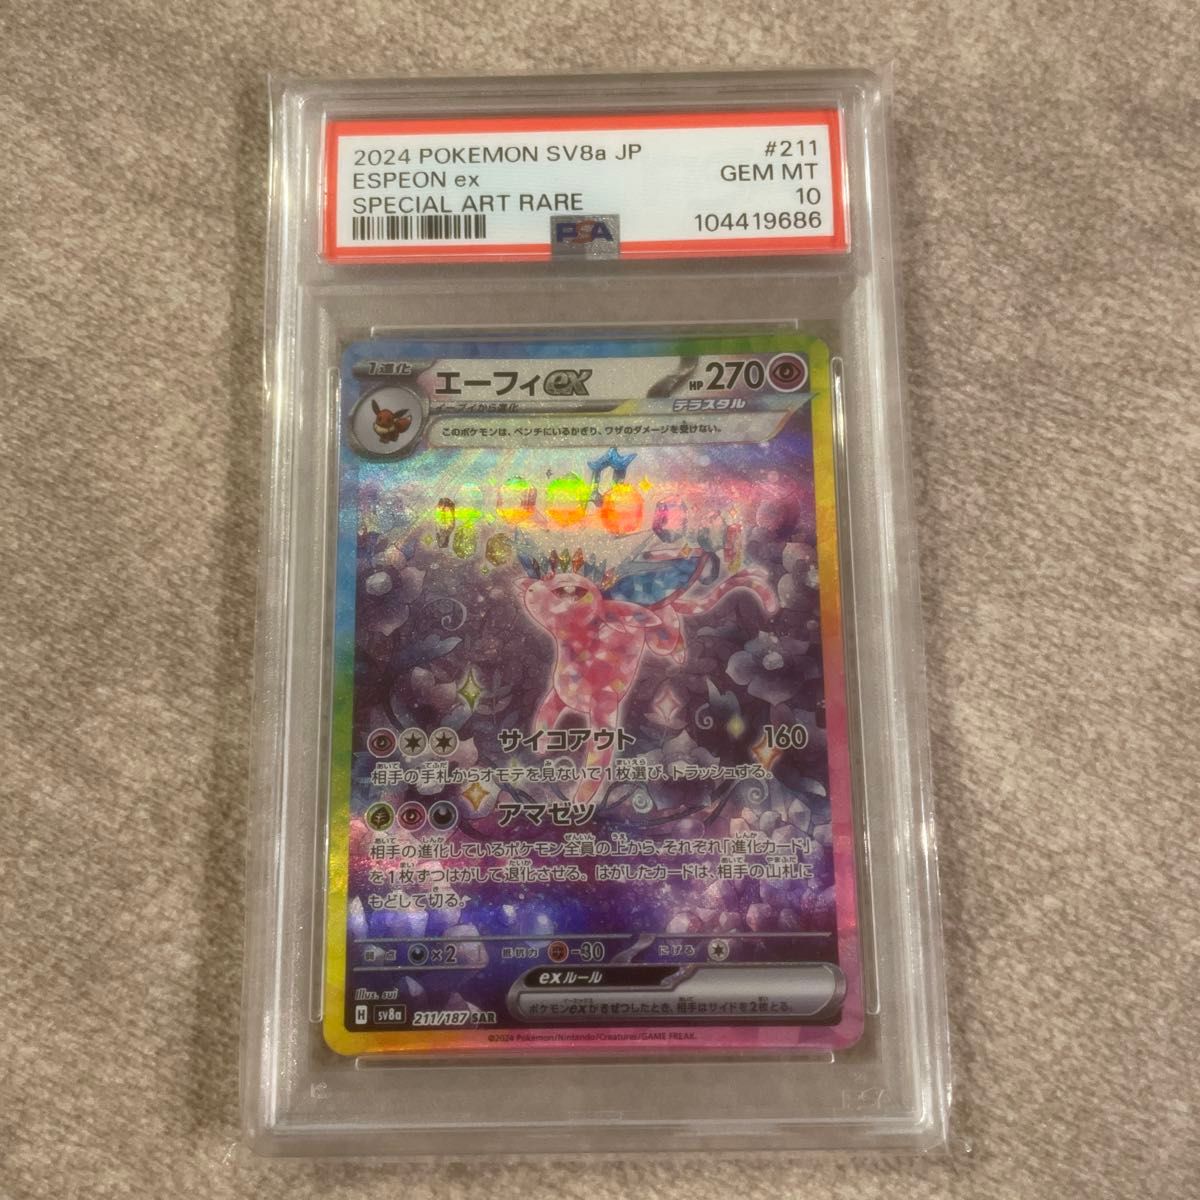 2024 POKEMON SV8a JP #211
ESPEON ex GEM MT
SPECIAL ART RARE 10
104419686
PSA
1進化
エーフィex HP270
イーブイから進化
テラスタル
このポケモンは、ベンチにいるかぎり、ワザのダメージを受けない。
サイコアウト 160
相手の手札からオモテを見ないで1枚選び、トラッシュする。
アマゼツ
相手の進化しているポケモン全員の上から、それぞれ「進化カード」
を1枚ずつはがして退化させる。はがしたカードは、相手の山札に
もどして切る。
弱点 ×2 抵抗力 -30 にげる
exルール
ポケモンexがきぜつしたとき、相手はサイドを2枚とる。
Illus. sui
H sv8a 211/187 SAR
©2024 Pokémon/Nintendo/Creatures/GAME FREAK.